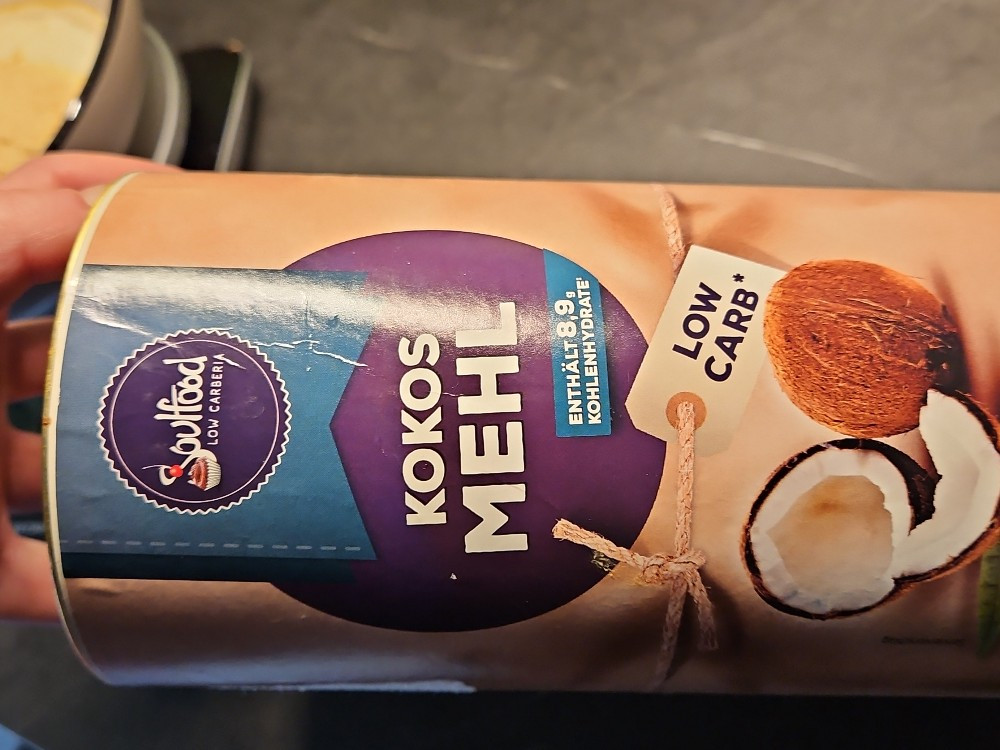 Soulfood
LOW CARBERIA
KOKOS
MEHL
ENTHÄLT 8,9g
KOHLENHYDRATE¹
LOW
CARB*